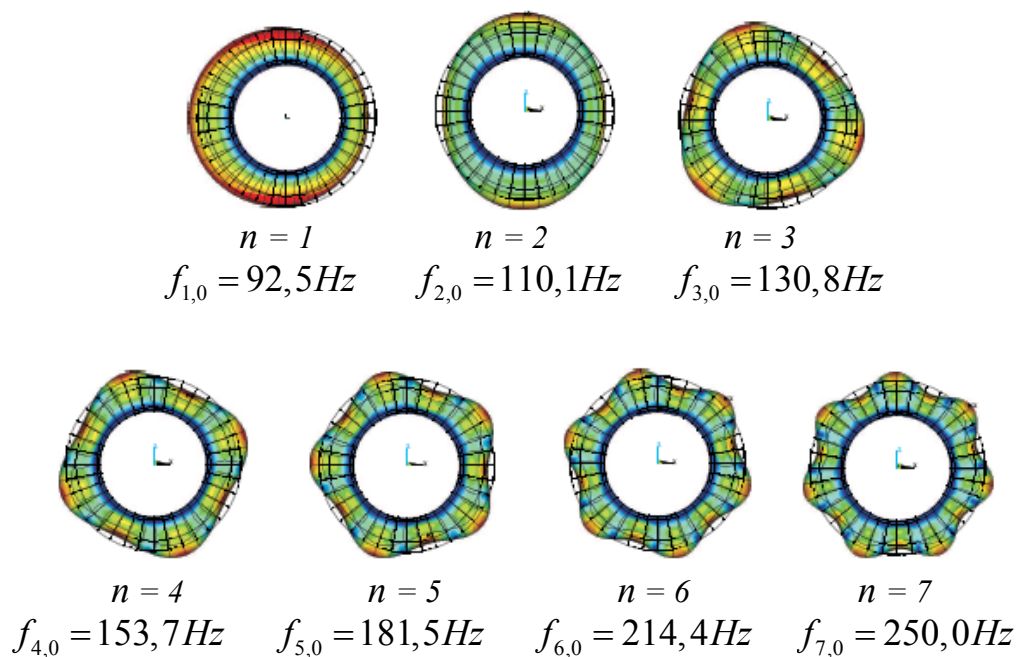 n = 1 n = 2 n = 3
f1,0 = 92,5Hz f2,0 = 110,1Hz f3,0 = 130,8Hz
n = 4 n = 5 n = 6 n = 7
f4,0 = 153,7Hz f5,0 = 181,5Hz f6,0 = 214,4Hz f7,0 = 250,0Hz